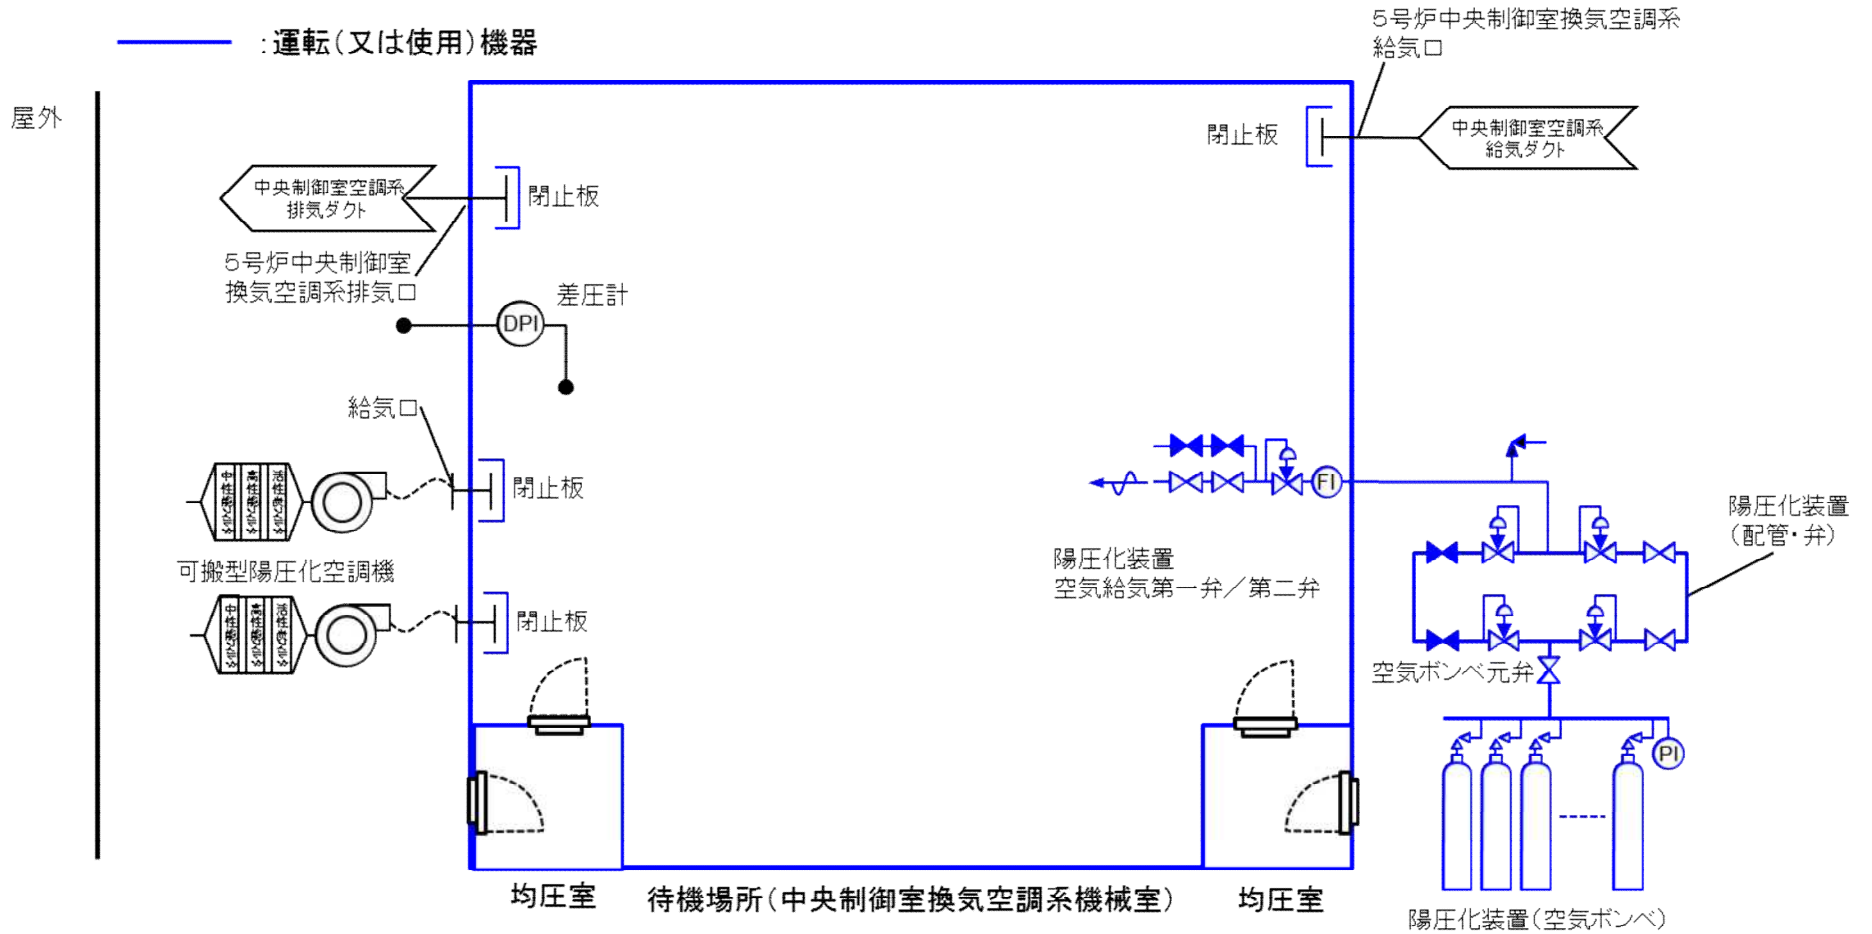 :運転(又は使用)機器
屋外
5号炉中央制御室換気空調系
給気口
閉止板
中央制御室空調系
給気ダクト
中央制御室空調系
排気ダクト
閉止板
5号炉中央制御室
換気空調系排気口
差圧計
DPI
給気口
閉止板
可搬型陽圧化空調機
閉止板
FI
陽圧化装置
空気給気第一弁/第二弁
陽圧化装置
(配管・弁)
空気ボンベ元弁
PI
均圧室
待機場所(中央制御室換気空調系機械室)
均圧室
陽圧化装置(空気ボンベ)